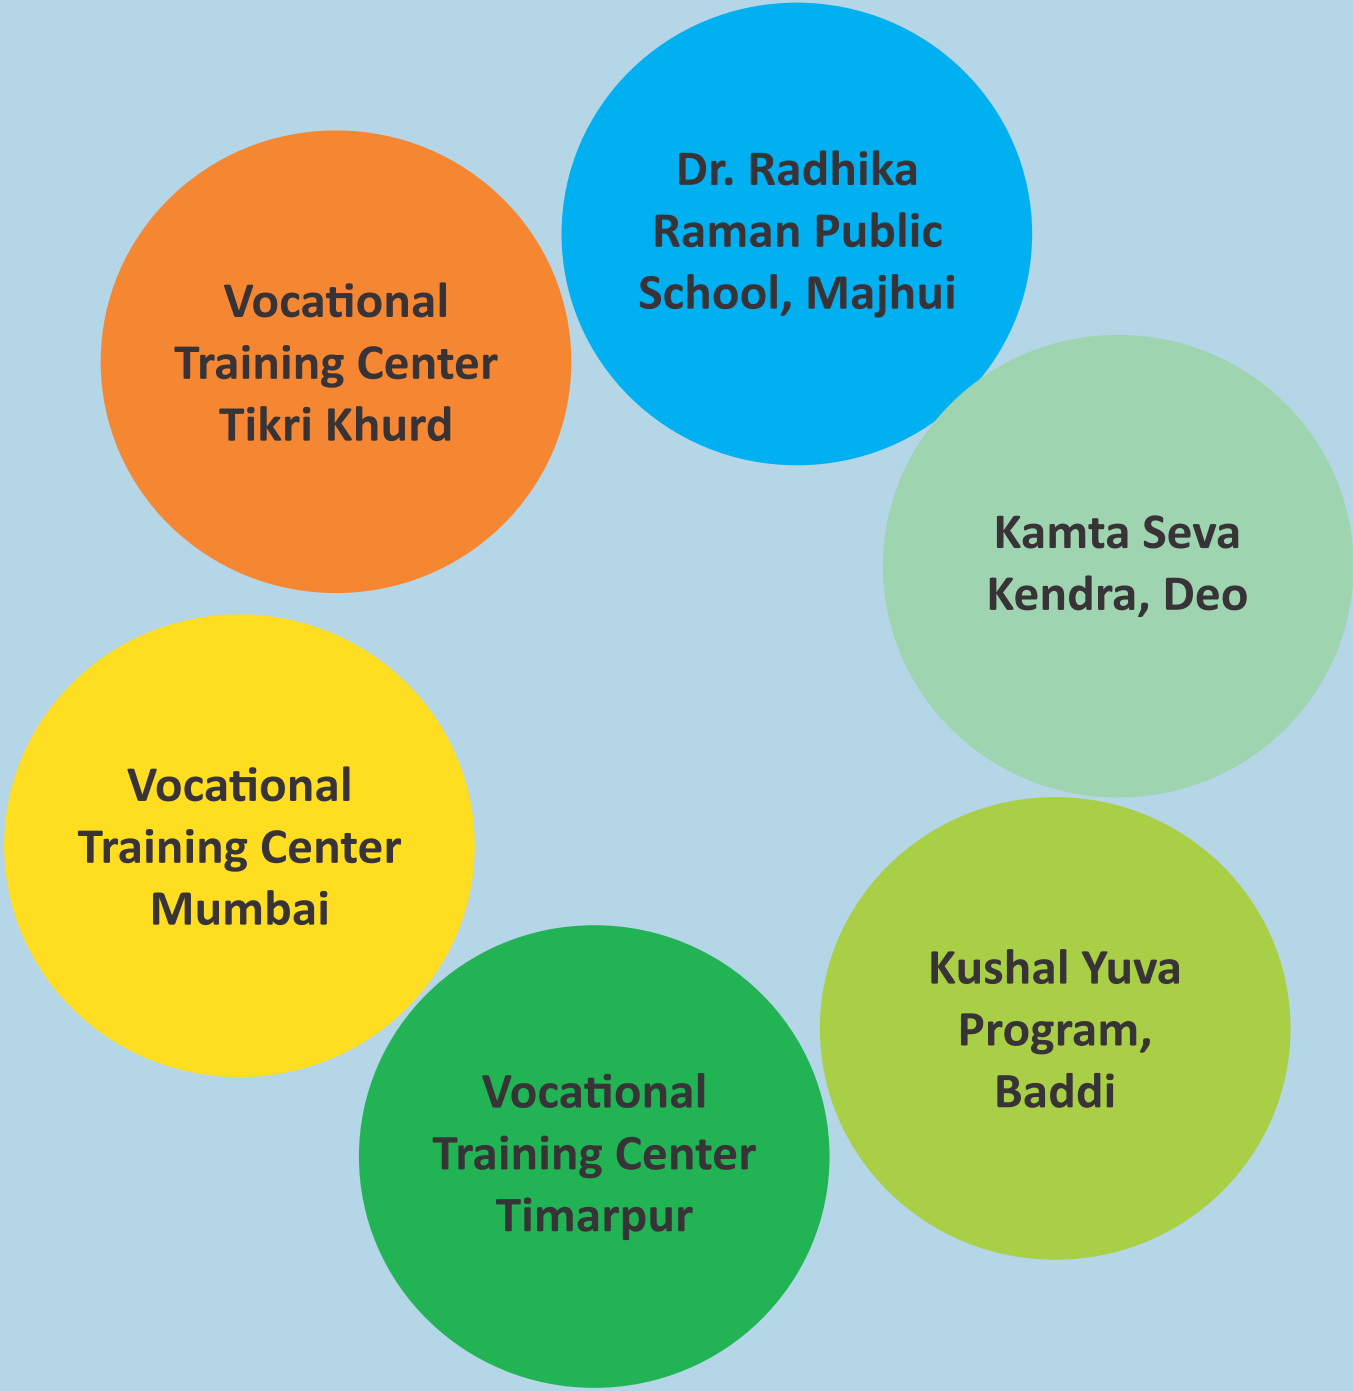 Dr. Radhika
Raman Public
School, Majhui
Vocational
Training Center
Tikri Khurd
Kamta Seva
Kendra, Deo
Vocational
Training Center
Mumbai
Kushal Yuva
Program,
Baddi
Vocational
Training Center
Timarpur